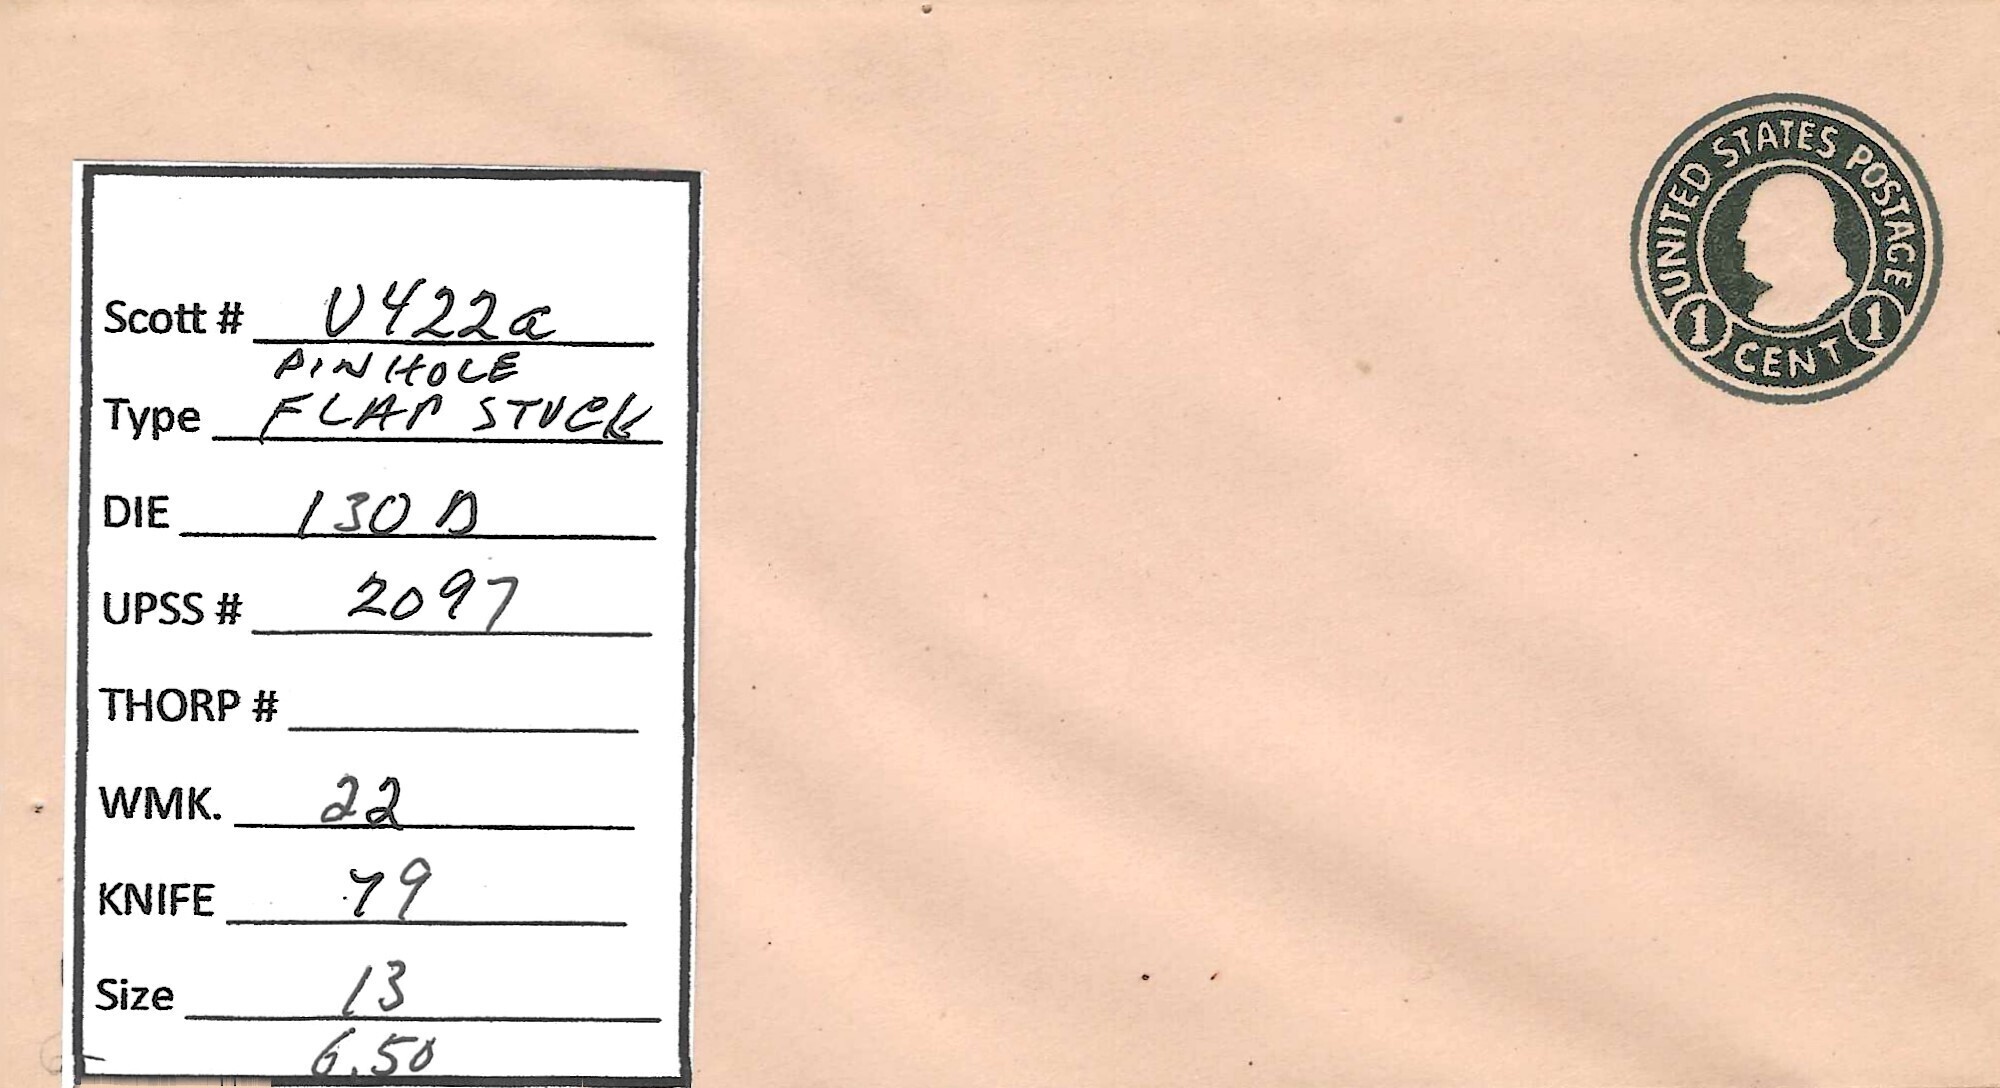 UNITED STATES POSTAGE
1 CENT 1
Scott # U422a
PINHOLE
Type FLAP STUCK
DIE 130 D
UPSS # 2097
THORP #
WMK. 22
KNIFE 79
Size 13
6.50